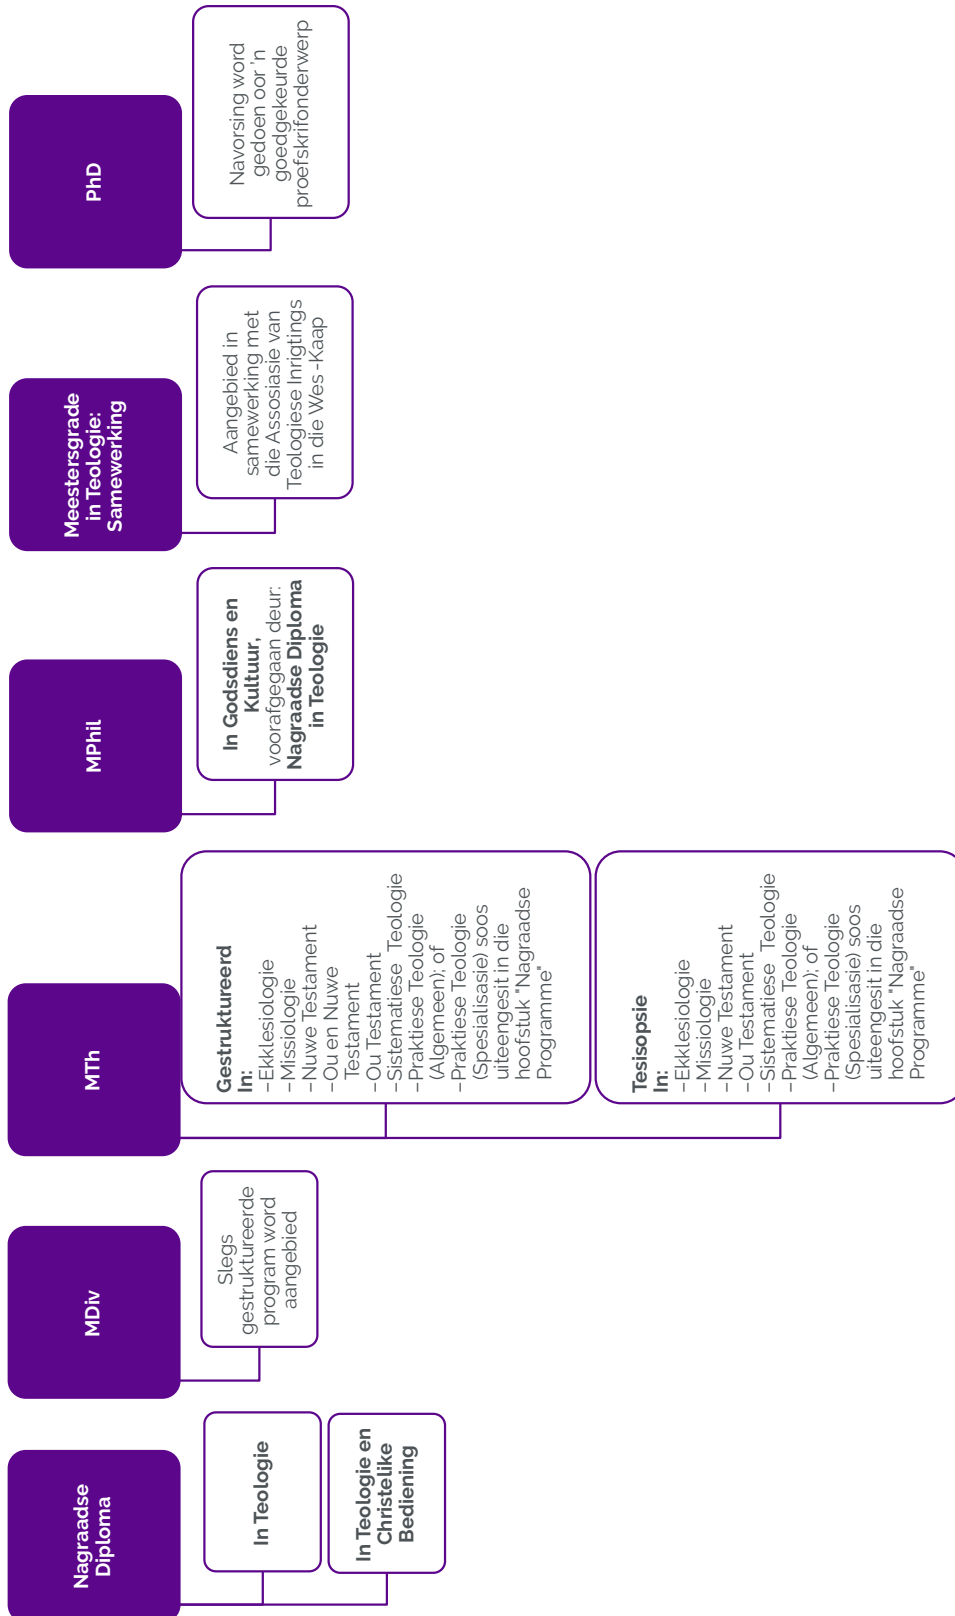 Nagraadse
Diploma
In Teologie
In Teologie en
Christelike
Bediening
MDiv
Slegs
gestruktureerde
program word
aangebied
MTh
Gestruktureerd
In:
–Ekklesiologie
–Missiologie
–Nuwe Testament
–Ou en Nuwe
Testament
–Ou Testament
–Sistematiese Teologie
–Praktiese Teologie
(Algemeen); of
–Praktiese Teologie
(Spesialisasie) soos
uiteengesit in die
hoofstuk "Nagraadse
Programme"
Tesisopsie
In:
–Ekklesiologie
–Missiologie
–Nuwe Testament
–Ou Testament
–Sistematiese Teologie
–Praktiese Teologie
(Algemeen); of
–Praktiese Teologie
(Spesialisasie) soos
uiteengesit in die
hoofstuk "Nagraadse
Programme"
MPhil
In Godsdiens en
Kultuur,
voorafgegaan deur:
Nagraadse Diploma
in Teologie
Meestersgrade
in Teologie:
Samewerking
Aangebied in
samewerking met
die Assosiasie van
Teologiese Inrigtings
in die Wes -Kaap
PhD
Navorsing word
gedoen oor 'n
goedgekeurde
proefskrifonderwerp